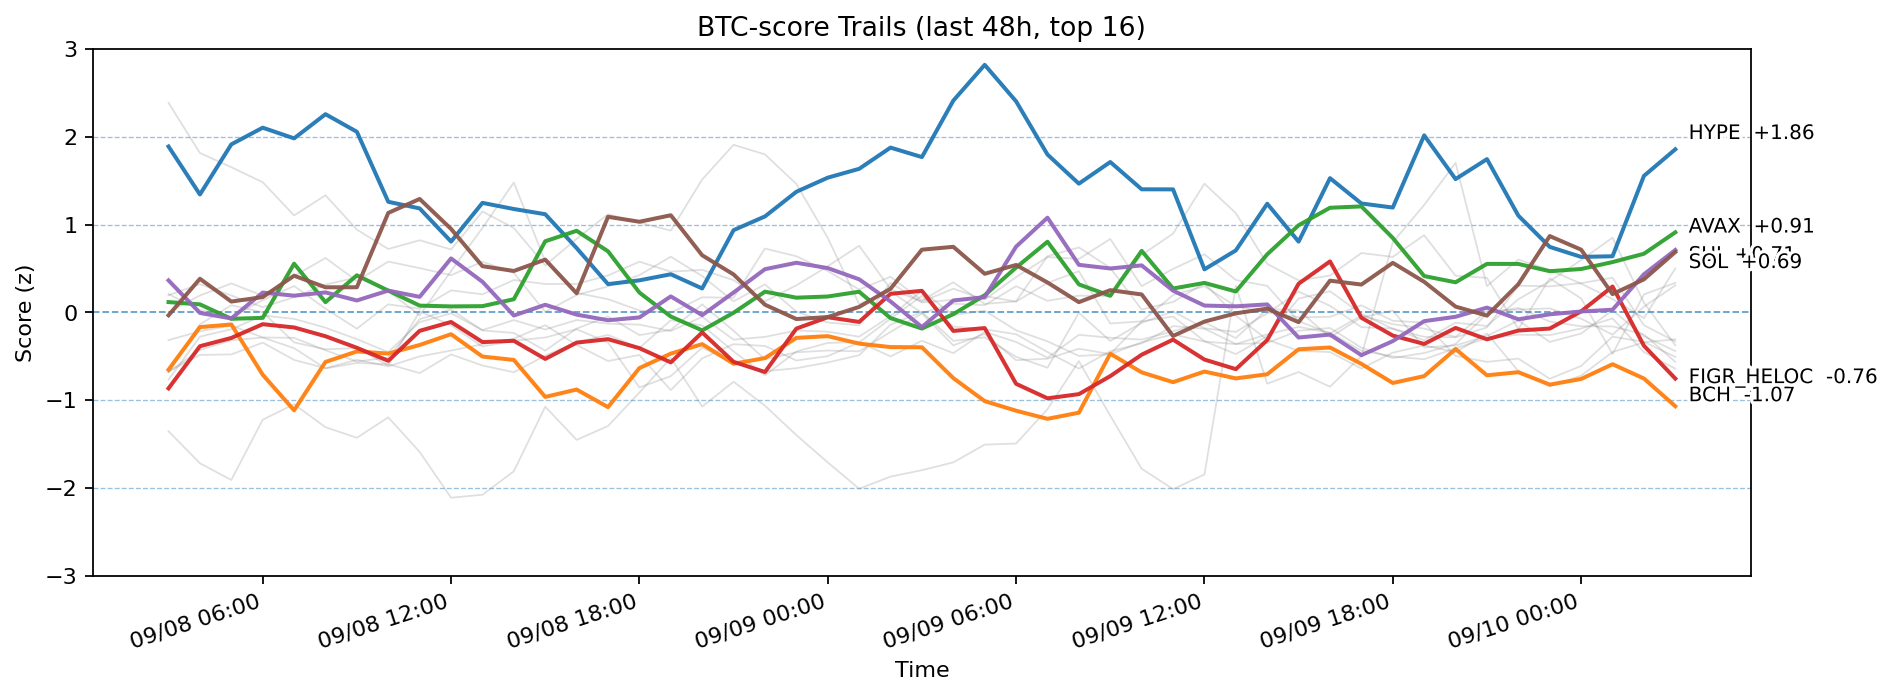 BTC-score Trails (last 48h, top 16)
Score (z)
3
2
1
0
−1
−2
−3
HYPE +1.86
AVAX +0.91
SOL +0.69
FIGR_HELOC -0.76
BCH -1.07
09/08 06:00
09/08 12:00
09/08 18:00
09/09 00:00
09/09 06:00
09/09 12:00
09/09 18:00
09/10 00:00
Time